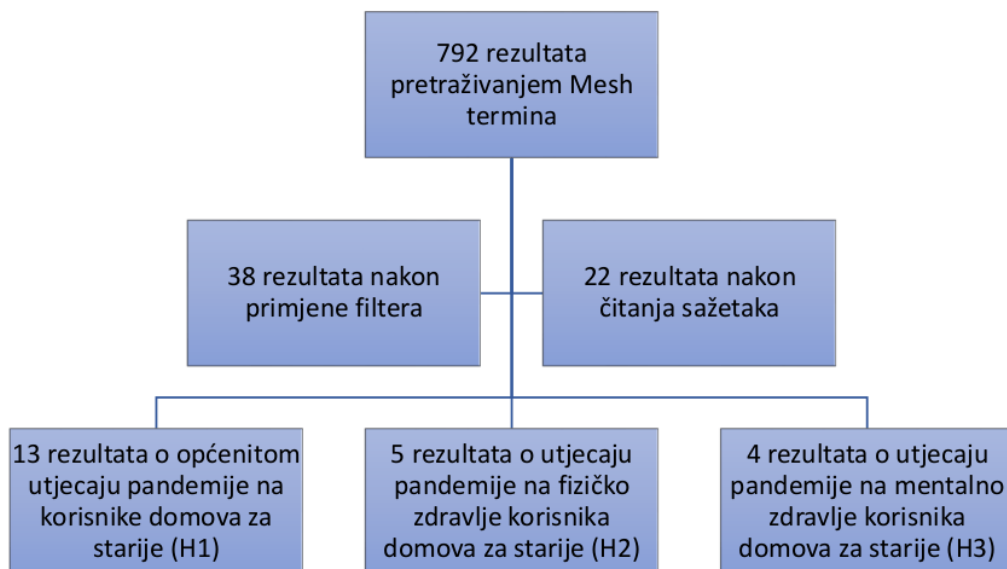 792 rezultata
pretraživanjem Mesh
termina
38 rezultata nakon
primjene filtera
22 rezultata nakon
čitanja sažetaka
13 rezultata o općenitom
utjecaju pandemije na
korisnike domova za
starije (H1)
5 rezultata o utjecaju
pandemije na fizičko
zdravlje korisnika
domova za starije (H2)
4 rezultata o utjecaju
pandemije na mentalno
zdravlje korisnika
domova za starije (H3)